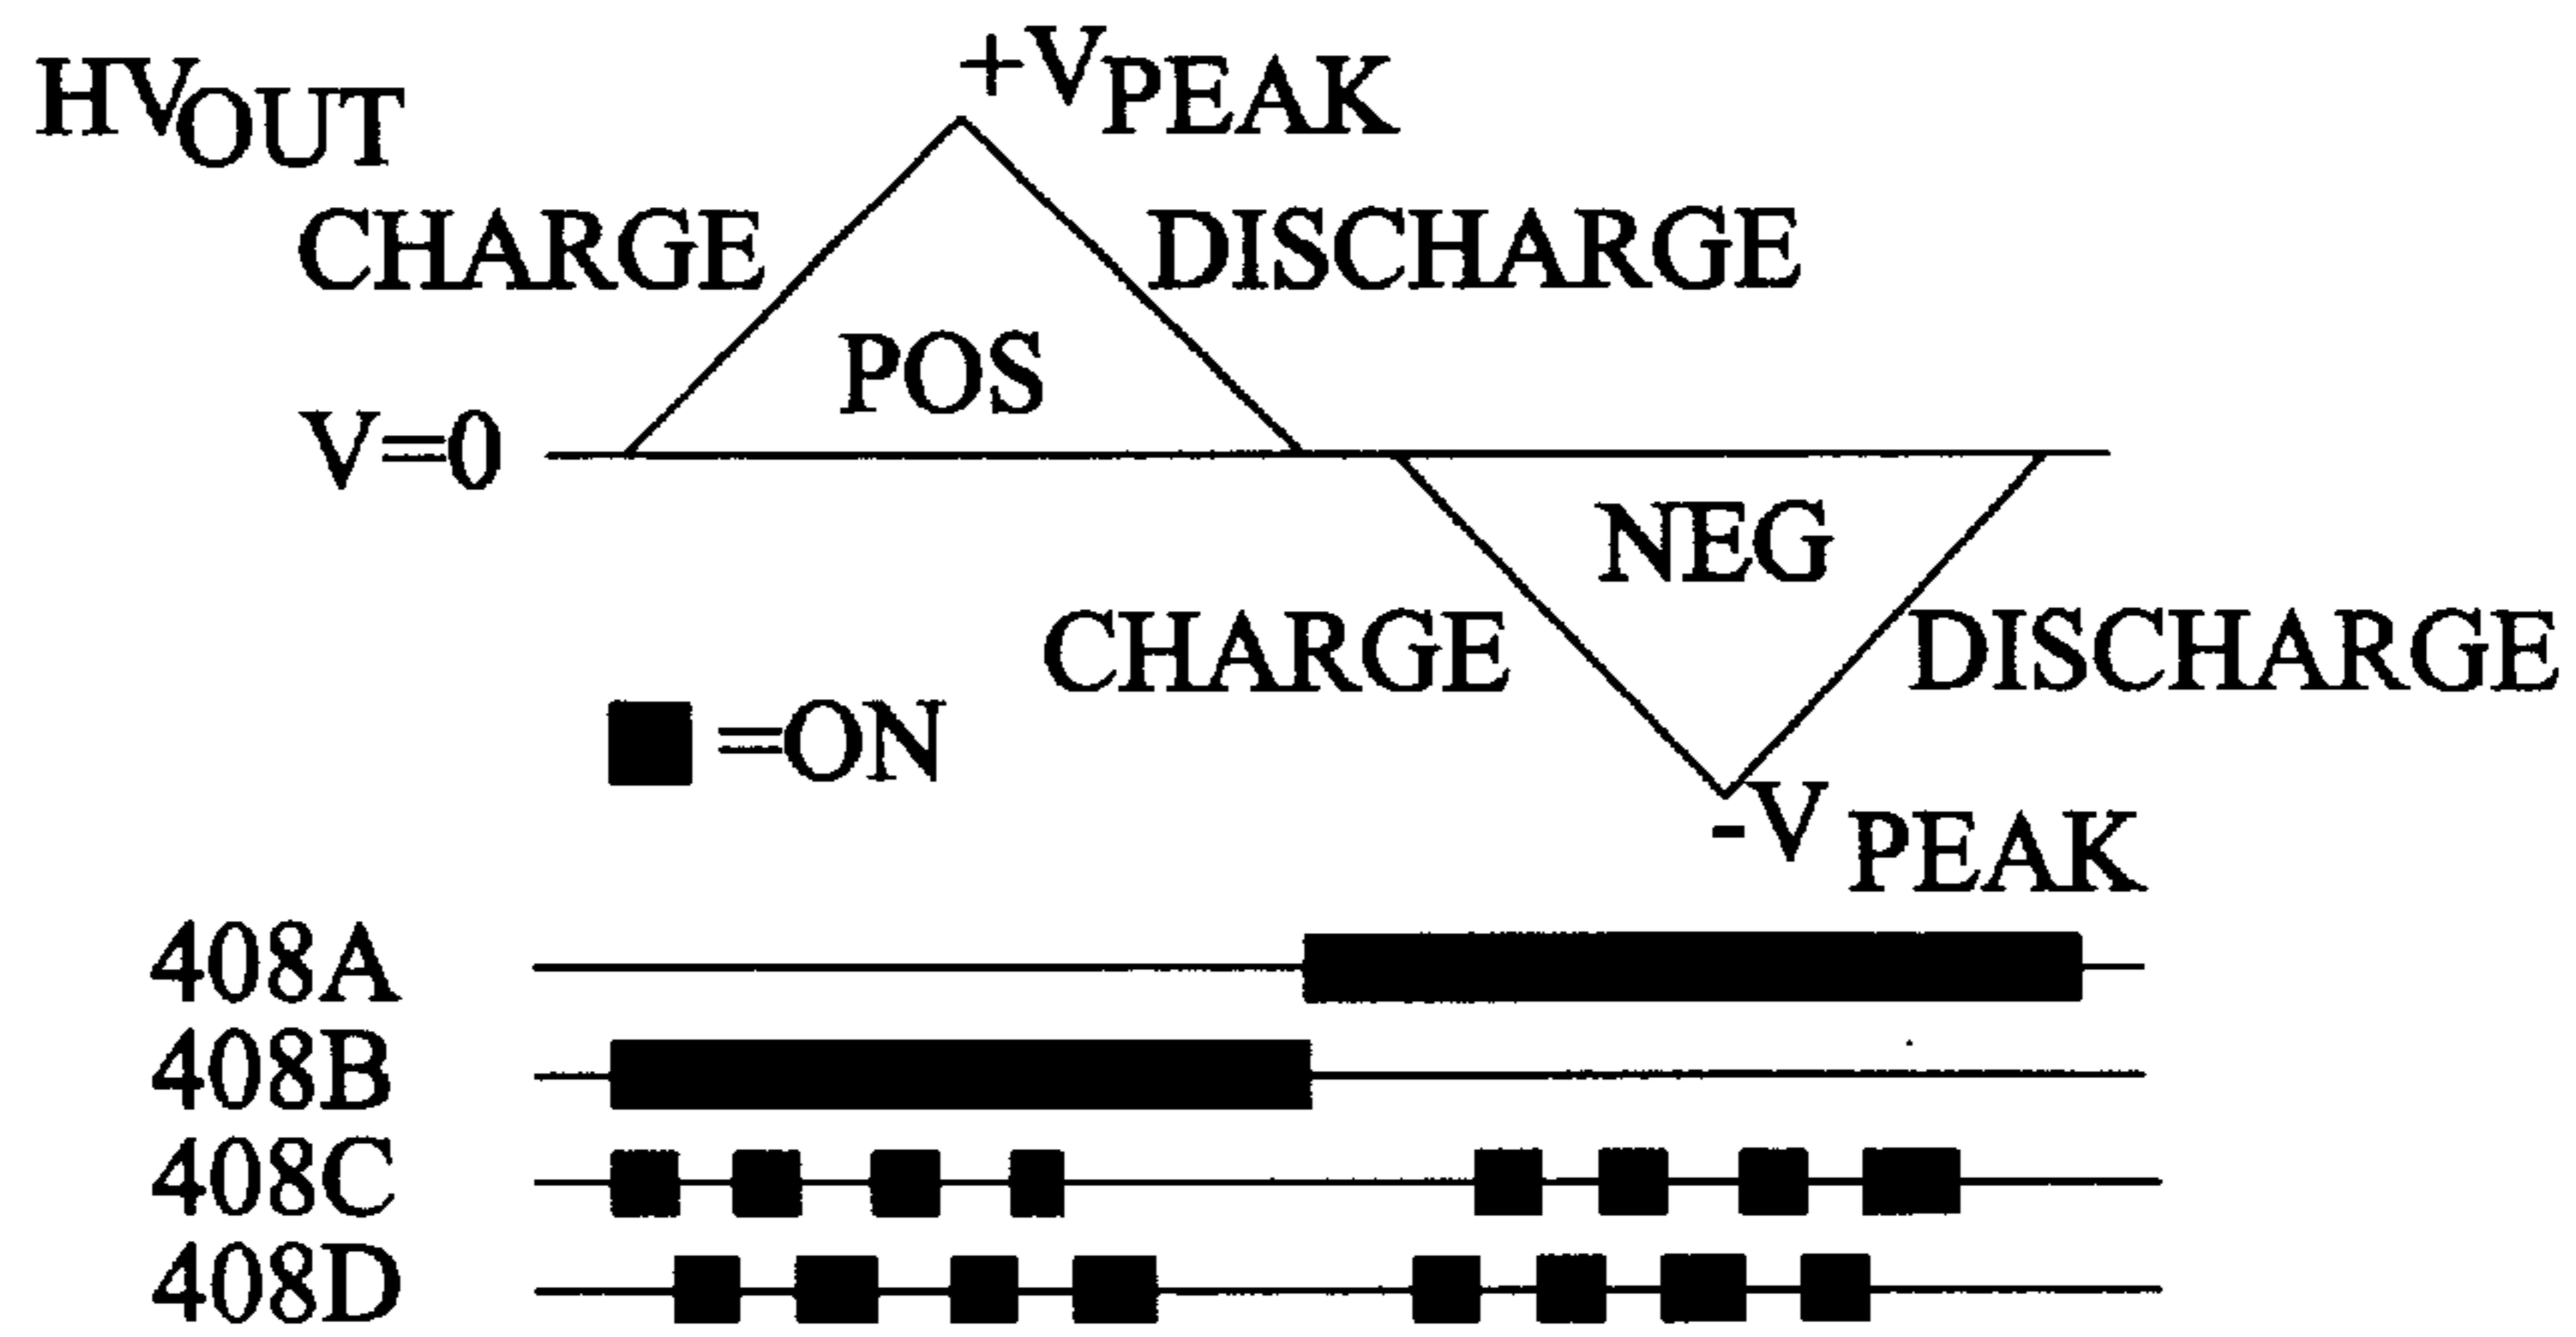 HVOUT
+VPEAK
CHARGE
DISCHARGE
POS
V=0
NEG
CHARGE
DISCHARGE
=ON
-VPEAK
408A
408B
408C
408D